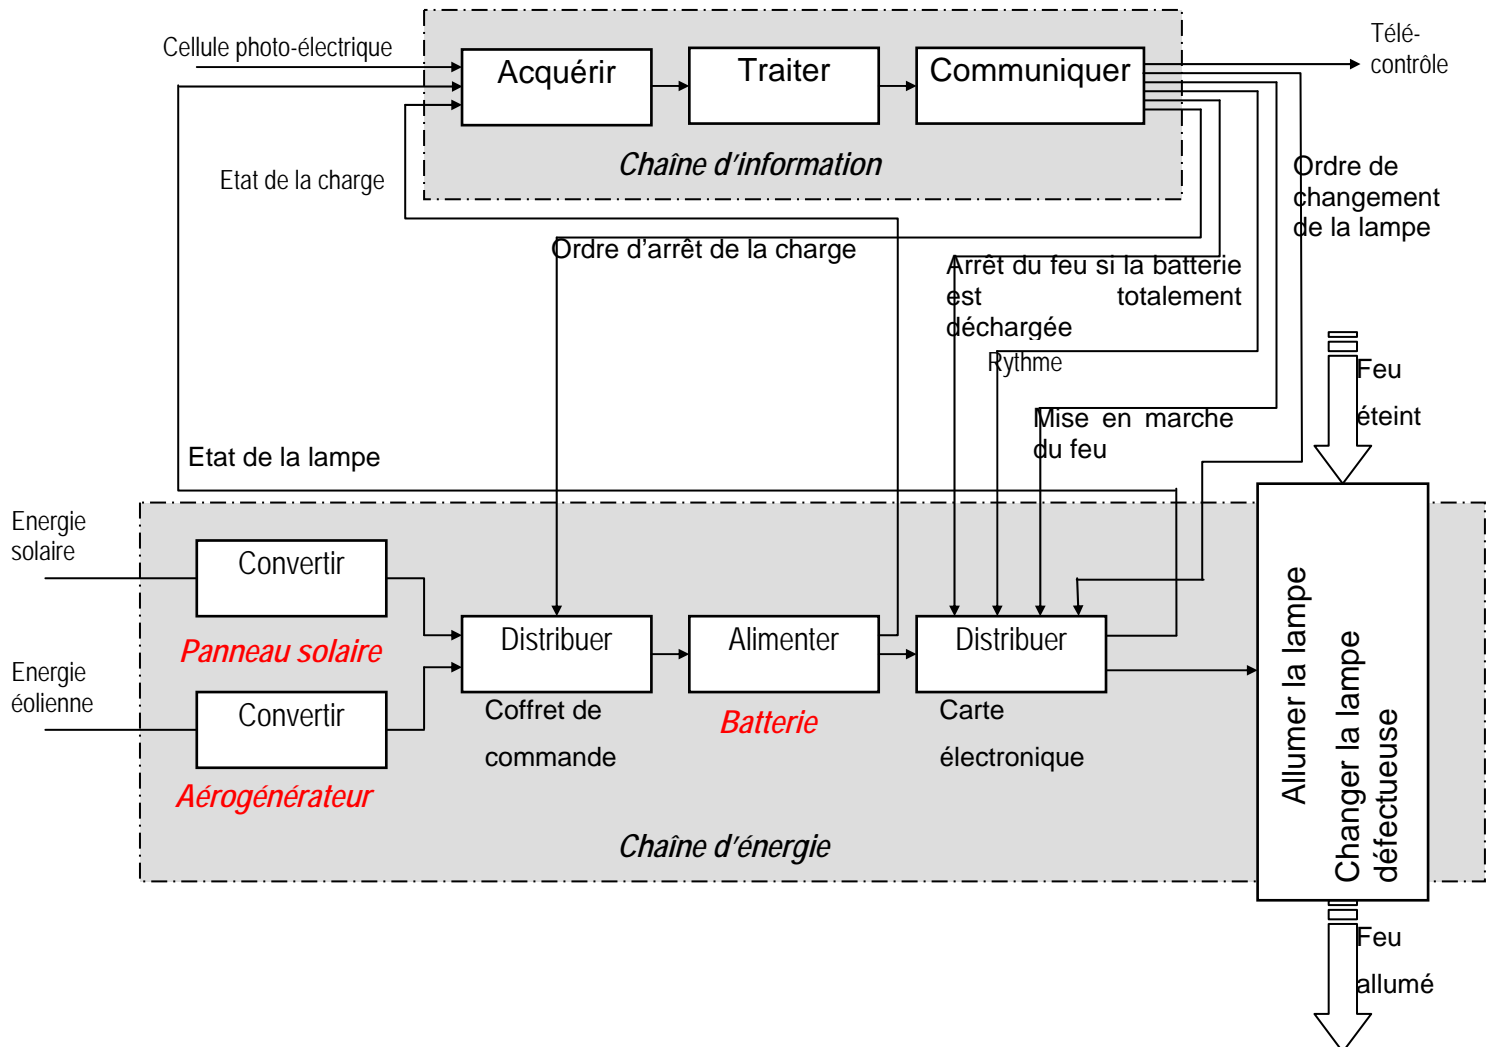 Cellule photo-électrique
Acquérir
Traiter
Communiquer
Télé-
contrôle
Chaîne d'information
Etat de la charge
Ordre de
changement
de la lampe
Ordre d'arrêt de la charge
Arrêt du feu si la batterie
est totalement
déchargée
Rythme
Feu
éteint
Mise en marche
du feu
Etat de la lampe
Energie
solaire
Convertir
Panneau solaire
Distribuer
Alimenter
Distribuer
Energie
éolienne
Convertir
Aérogénérateur
Coffret de
commande
Batterie
Carte
électronique
Allumer la lampe
Changer la lampe
défectueuse
Chaîne d'énergie
Feu
allumé